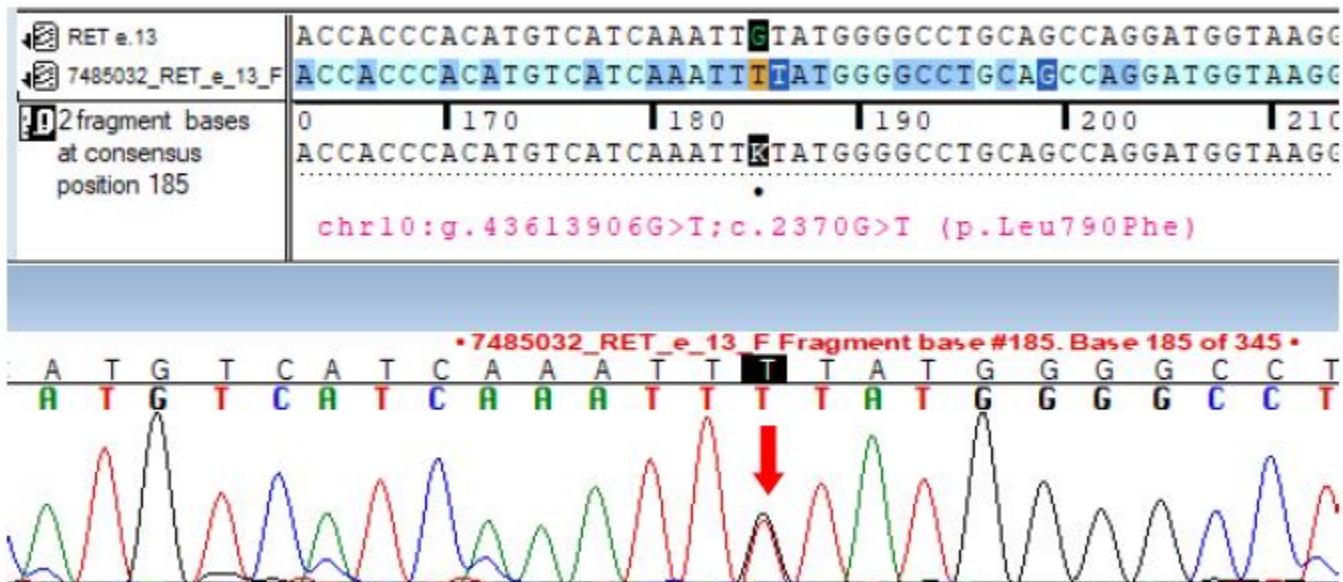 RET e.13 ACCACCCACATGTCATCAAATTGTATGGGGCCTGCAGCCAGGATGGTAAGG
7485032_RET_e_13_F ACCACCCACATGTCATCAAATTTTATGGGGCCTGCAGCCAGGATGGTAAGG
2 fragment bases 0 170 180 190 200 210
at consensus ACCACCCACATGTCATCAAATTKTATGGGGCCTGCAGCCAGGATGGTAAGG
position 185
chr10:g.43613906G>T;c.2370G>T (p.Leu790Phe)
•7485032_RET_e_13_F Fragment base #185. Base 185 of 345 •
A T G T C A T C A A A T T T T A T G G G G C C T
A T G T C A T C A A A T T T T A T G G G G C C T